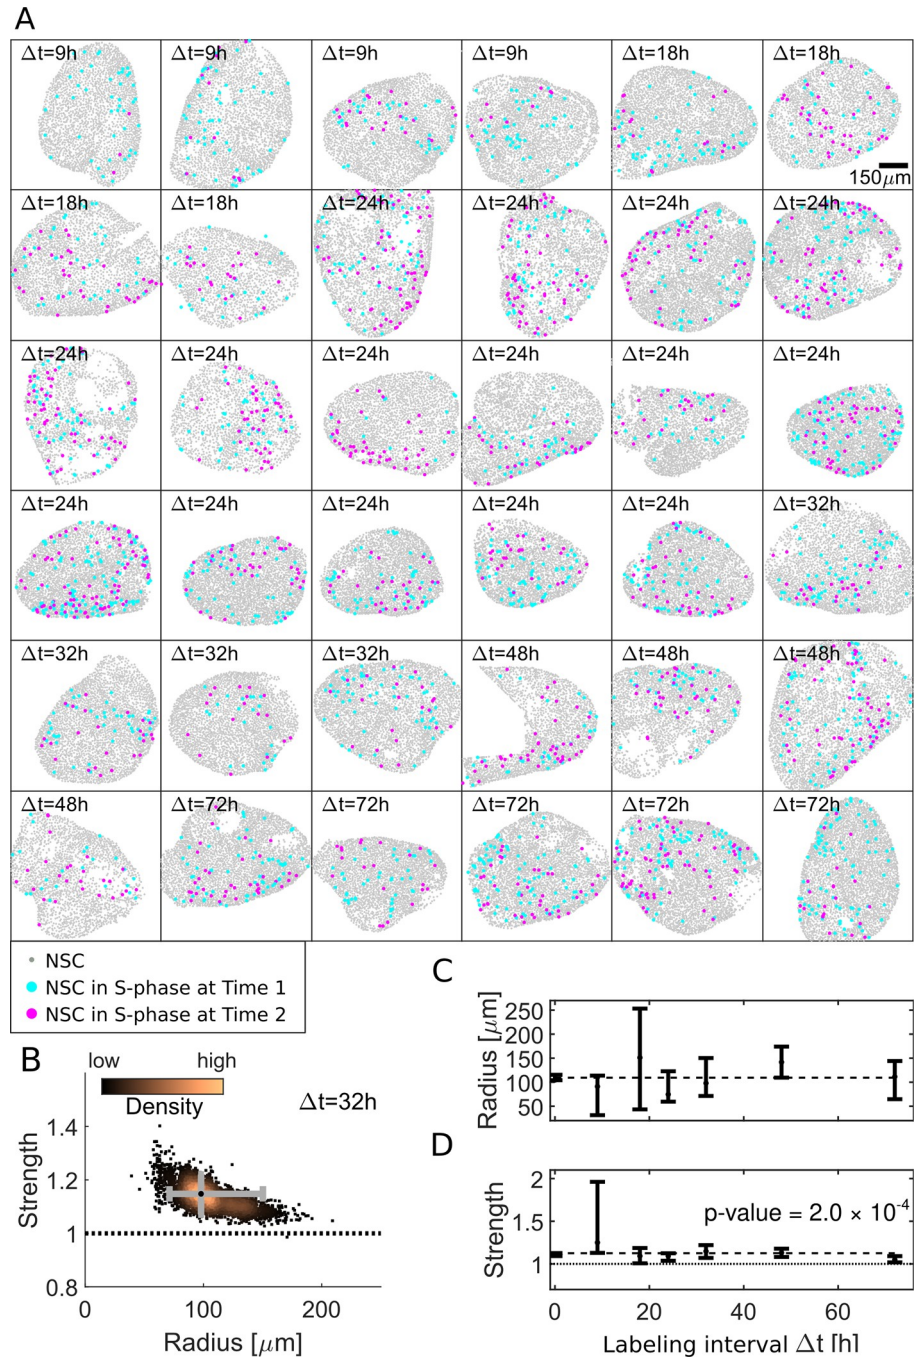 A
Δt=9h Δt=9h Δt=9h Δt=9h Δt=18h Δt=18h
150μm
Δt=18h Δt=18h Δt=24h Δt=24h Δt=24h Δt=24h
Δt=24h Δt=24h Δt=24h Δt=24h Δt=24h Δt=24h
Δt=24h Δt=24h Δt=24h Δt=24h Δt=24h Δt=32h
Δt=32h Δt=32h Δt=32h Δt=48h Δt=48h Δt=48h
Δt=48h Δt=72h Δt=72h Δt=72h Δt=72h Δt=72h
NSC
NSC in S-phase at Time 1
NSC in S-phase at Time 2
B
low high
Density
Δt=32h
Strength
1.4
1.2
1
0.8
0 100 200
Radius [μm]
C
Radius [μm]
250
200
150
100
50
D
Strength
2
1.5
1
p-value = 2.0 × 10⁻⁴
0 20 40 60
Labeling interval Δt [h]